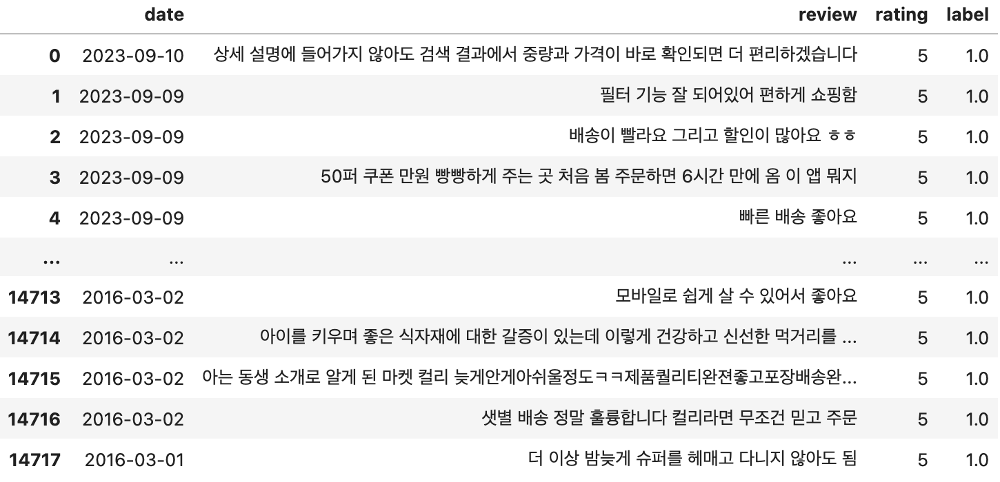 date review rating label
0 2023-09-10 상세 설명에 들어가지 않아도 검색 결과에서 중량과 가격이 바로 확인되면 더 편리하겠습니다 5 1.0
1 2023-09-09 필터 기능 잘 되어있어 편하게 쇼핑함 5 1.0
2 2023-09-09 배송이 빨라요 그리고 할인이 많아요 ㅎㅎ 5 1.0
3 2023-09-09 50퍼 쿠폰 만원 빵빵하게 주는 곳 처음 봄 주문하면 6시간 만에 옴 이 앱 뭐지 5 1.0
4 2023-09-09 빠른 배송 좋아요 5 1.0
... ... ... ... ...
14713 2016-03-02 모바일로 쉽게 살 수 있어서 좋아요 5 1.0
14714 2016-03-02 아이를 키우며 좋은 식자재에 대한 갈증이 있는데 이렇게 건강하고 신선한 먹거리를 ... 5 1.0
14715 2016-03-02 아는 동생 소개로 알게 된 마켓 컬리 늦게안게아쉬울정도ㅋㅋ제품퀄리티완젼좋고포장배송완... 5 1.0
14716 2016-03-02 샛별 배송 정말 훌륭합니다 컬리라면 무조건 믿고 주문 5 1.0
14717 2016-03-01 더 이상 밤늦게 슈퍼를 헤매고 다니지 않아도 됨 5 1.0